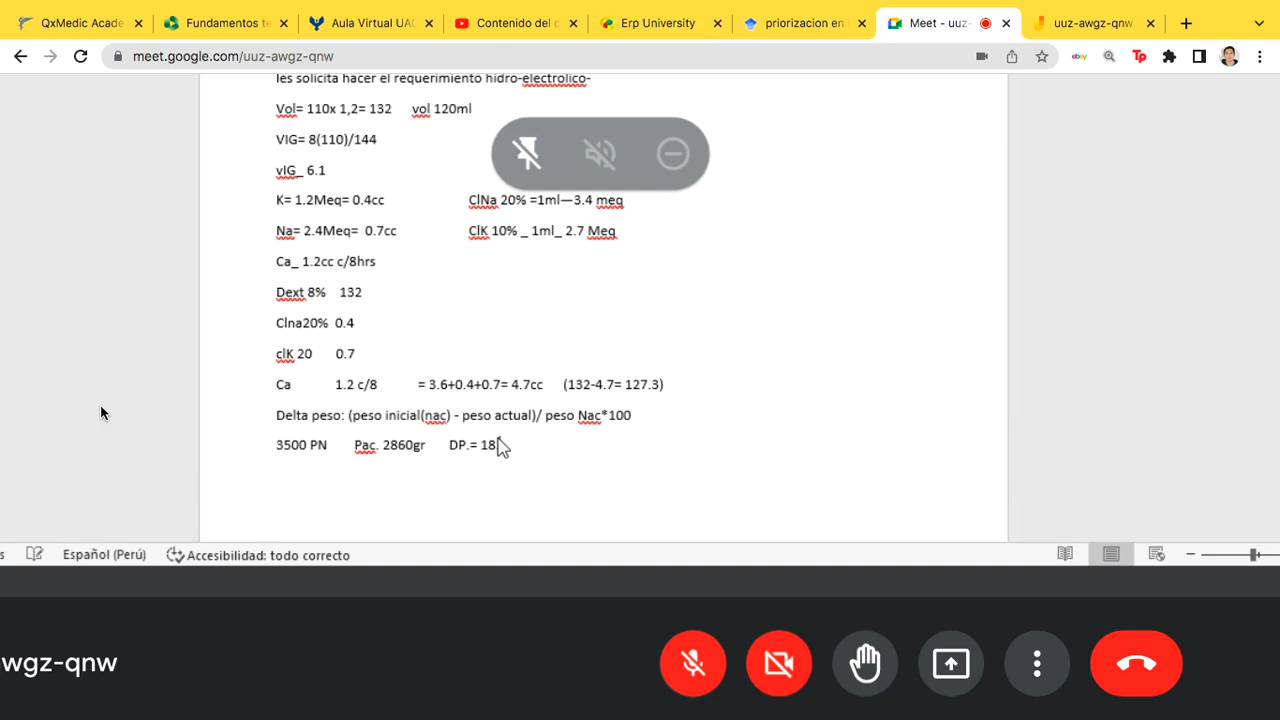 QxMedic Acade
Fundamentos te
Aula Virtual UAC
Contenido del c
Erp University
priorizacion en
Meet - uuz-
uuz-awgz-qnw
meet.google.com/uuz-awgz-qnw
ebay
Tp
les solicita hacer el requerimiento hidro-electrolico-
Vol= 110x 1,2= 132 vol 120ml
VIG= 8(110)/144
vIG_ 6.1
K= 1.2Meq= 0.4cc ClNa 20% =1ml—3.4 meq
Na= 2.4Meq= 0.7cc ClK 10% _ 1ml_ 2.7 Meq
Ca_ 1.2cc c/8hrs
Dext 8% 132
Clna20% 0.4
clK 20 0.7
Ca 1.2 c/8 = 3.6+0.4+0.7= 4.7cc (132-4.7= 127.3)
Delta peso: (peso inicial(nac) - peso actual)/ peso Nac*100
3500 PN Pac. 2860gr DP.= 18
s Español (Perú) Accesibilidad: todo correcto
wgz-qnw